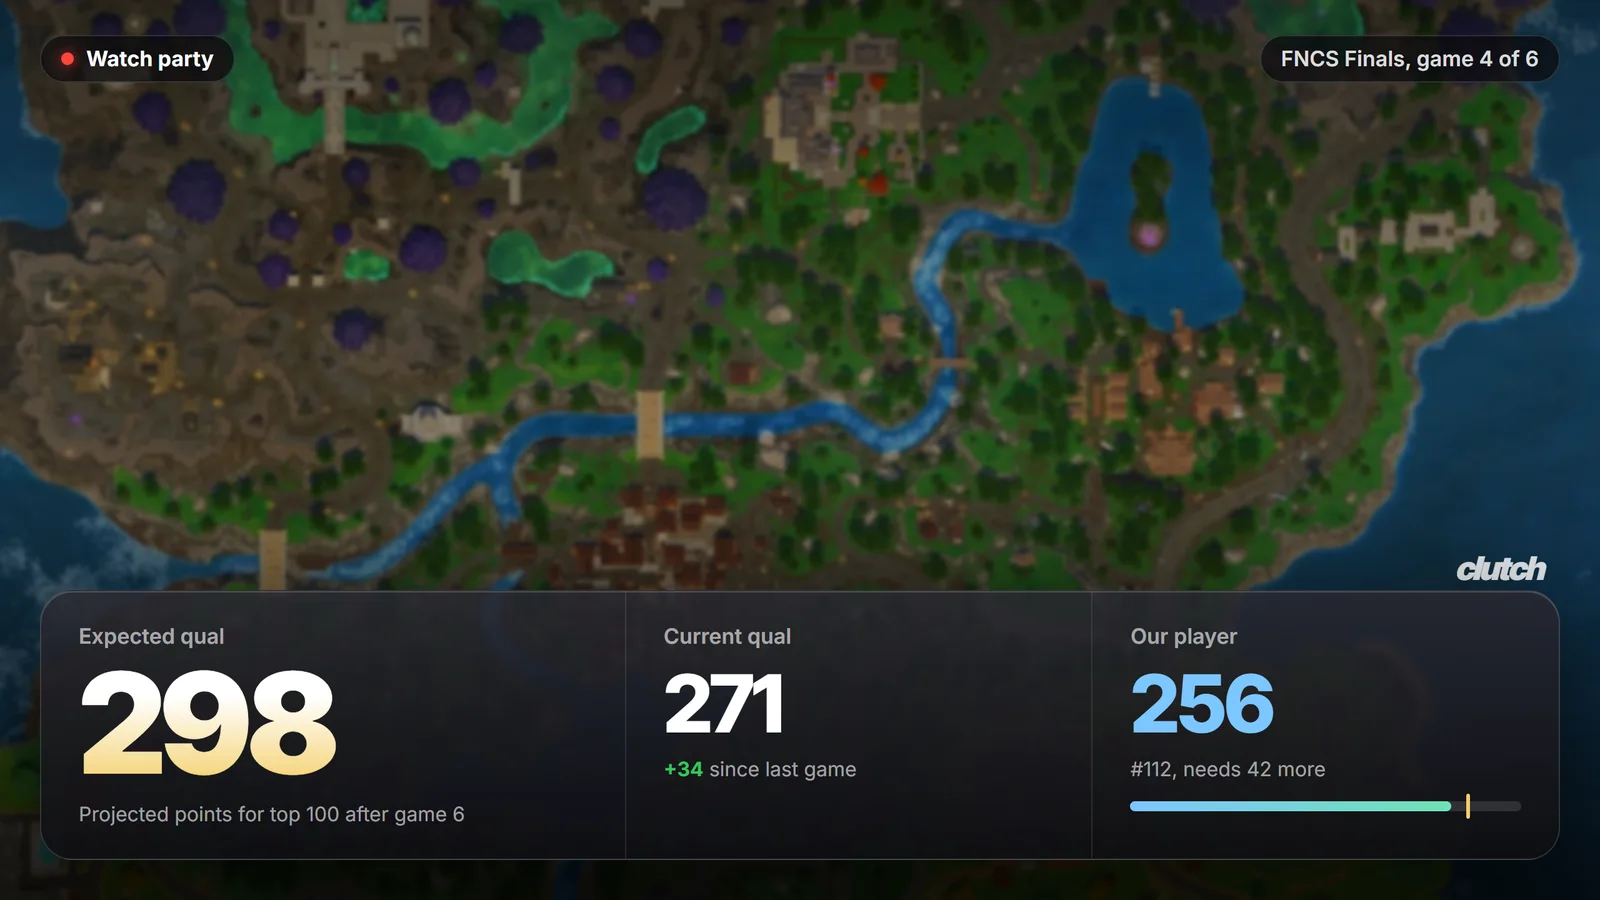 Watch party
FNCS Finals, game 4 of 6
clutch
Expected qual
298
Projected points for top 100 after game 6
Current qual
271
+34 since last game
Our player
256
#112, needs 42 more